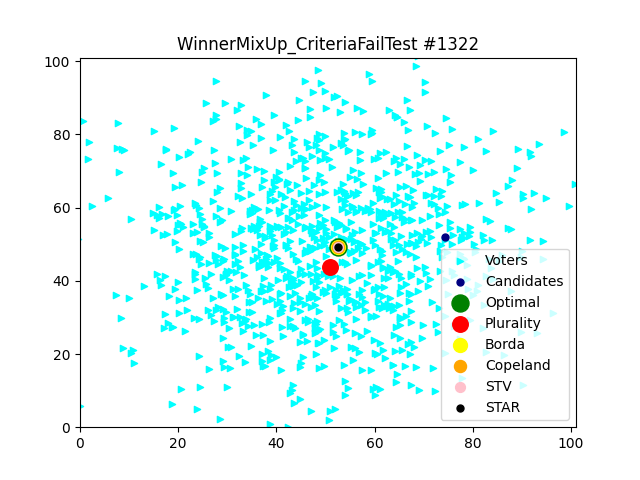 WinnerMixUp_CriteriaFailTest #1322
100
80
60
40
20
0
0
20
40
60
80
100
Voters
Candidates
Optimal
Plurality
Borda
Copeland
STV
STAR